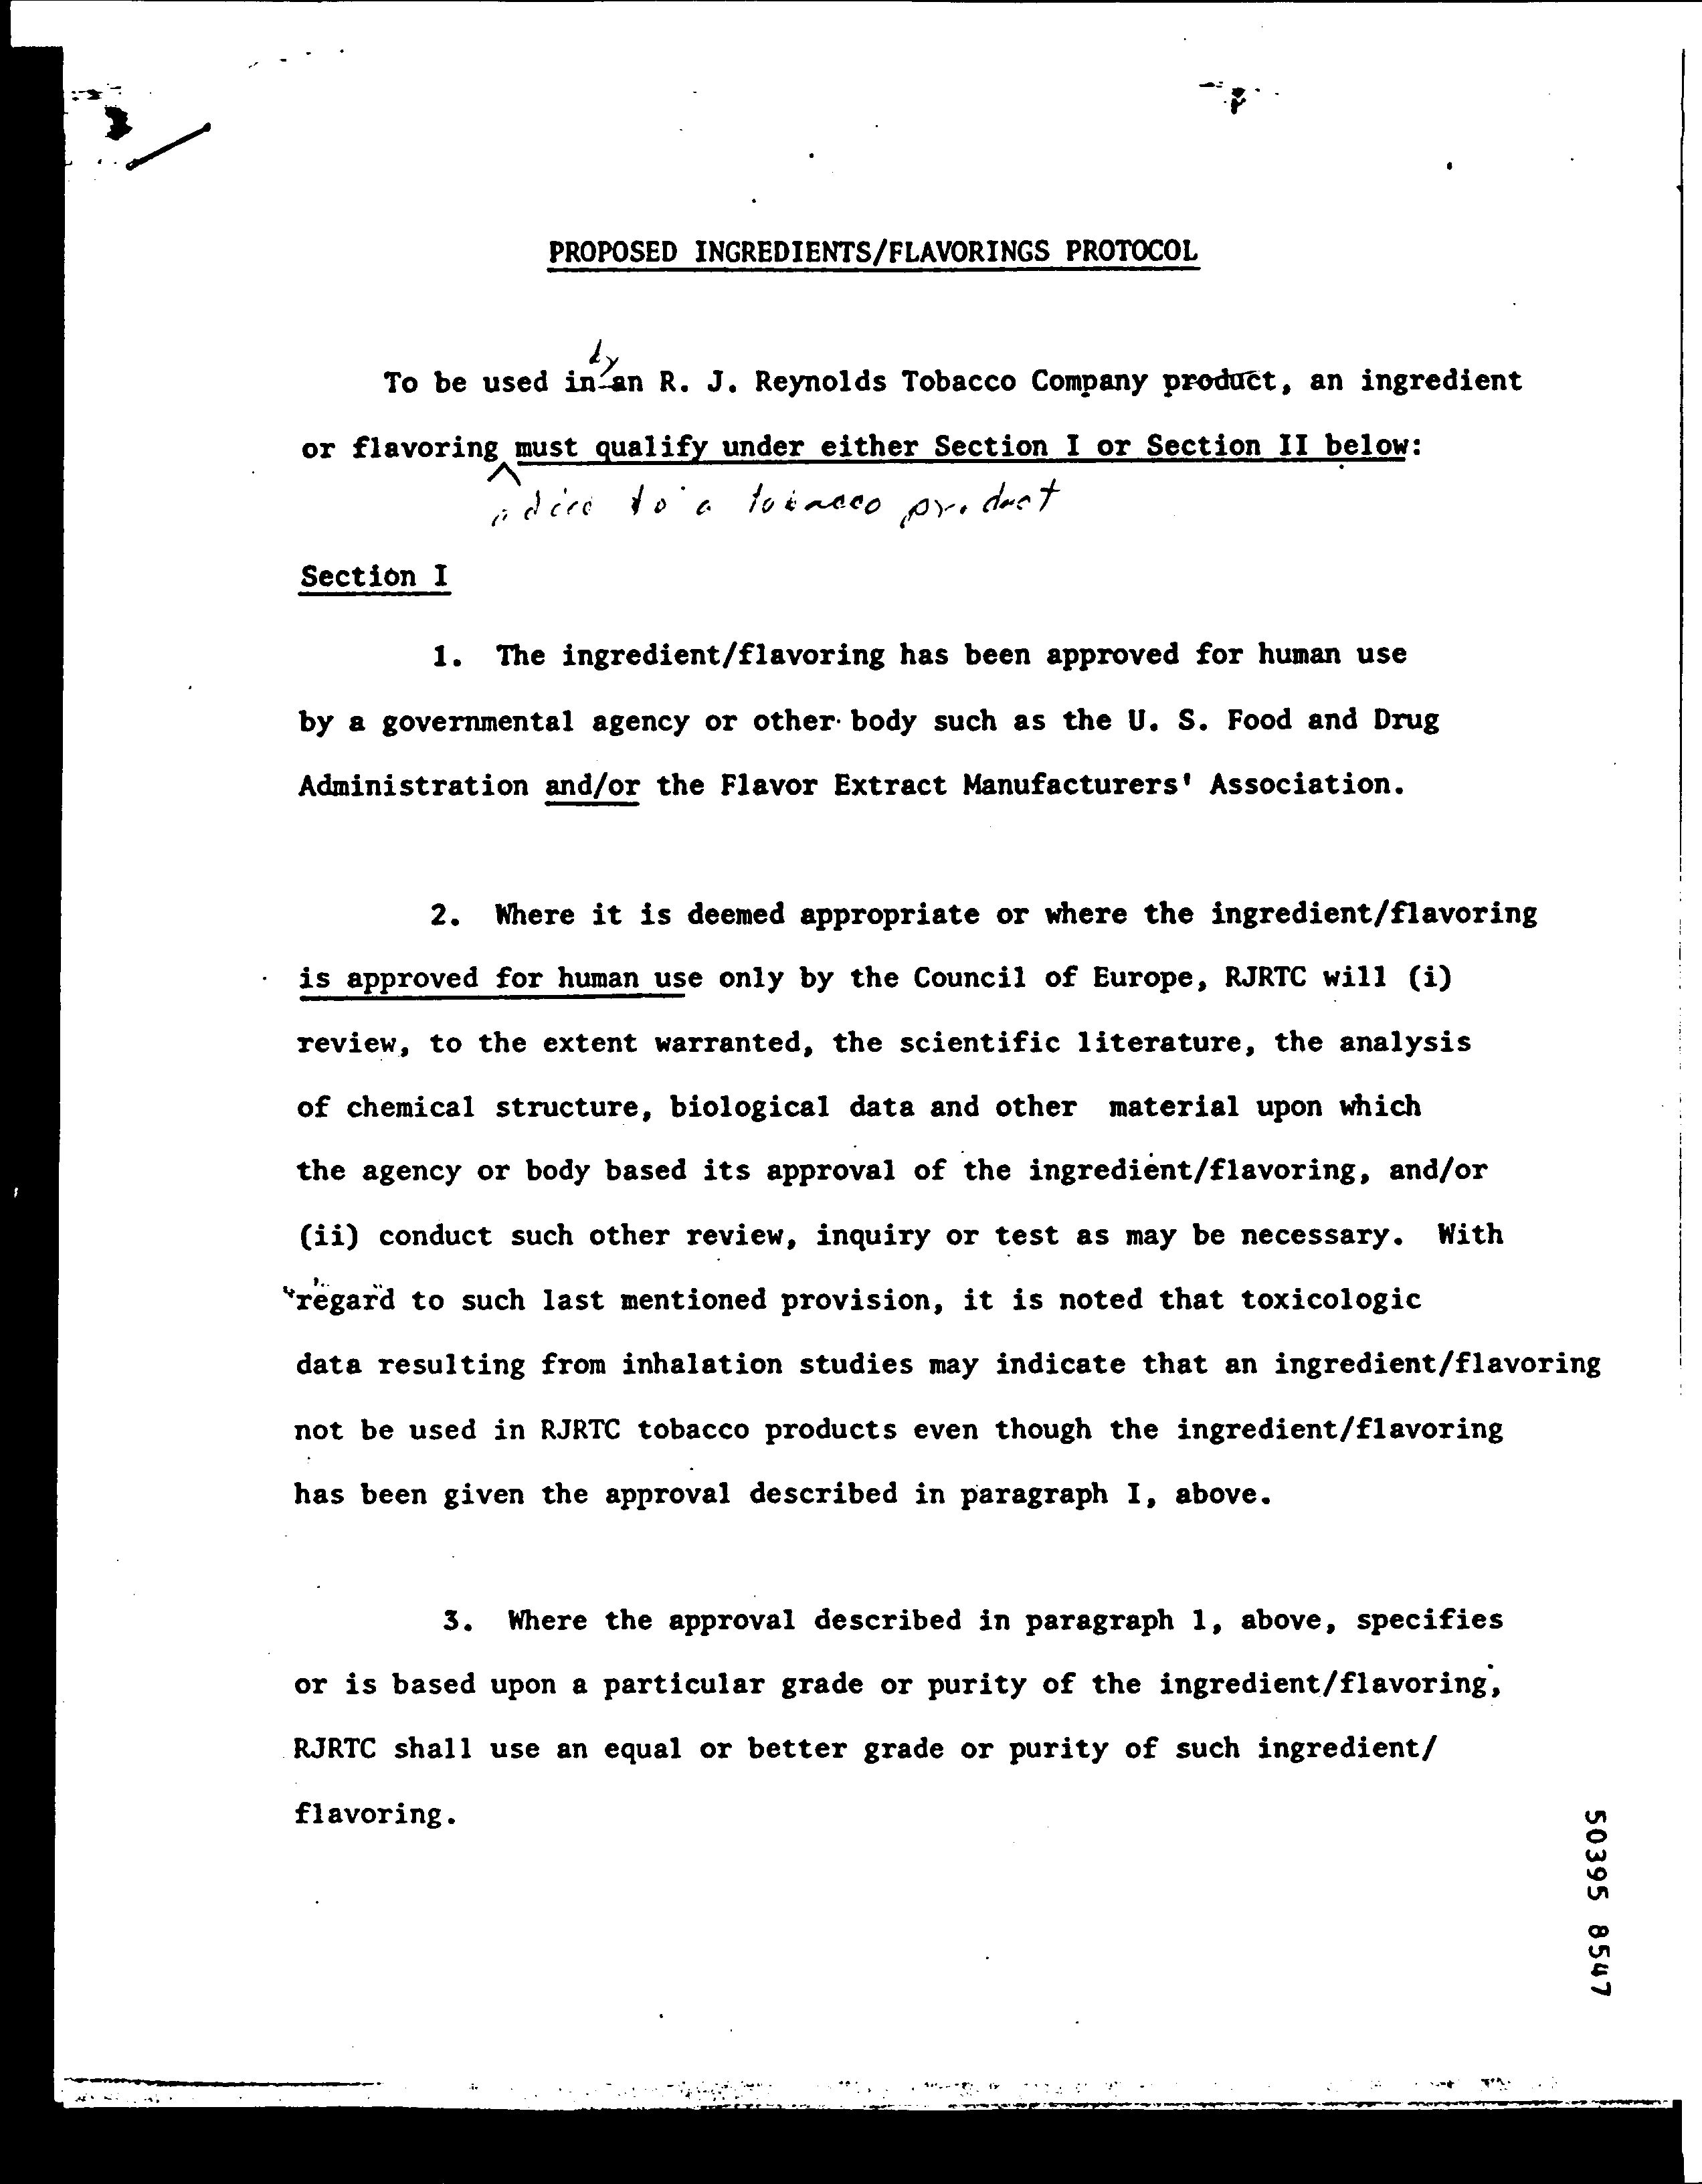 PROPOSED INGREDIENTS/FLAVORINGS PROTOCOL
by
To be used in an R. J. Reynolds Tobacco Company product, an ingredient
or flavoring must qualify under either Section I or Section II below:
to a tobacco product
Section I
1. The ingredient/flavoring has been approved for human use
by a governmental agency or other body such as the U. S. Food and Drug
Administration and/or the Flavor Extract Manufacturers' Association.
2. Where it is deemed appropriate or where the ingredient/flavoring
is approved for human use only by the Council of Europe, RJRTC will (i)
review, to the extent warranted, the scientific literature, the analysis
of chemical structure, biological data and other material upon which
the agency or body based its approval of the ingredient/flavoring, and/or
(ii) conduct such other review, inquiry or test as may be necessary. With
regard to such last mentioned provision, it is noted that toxicologic
data resulting from inhalation studies may indicate that an ingredient/flavoring
not be used in RJRTC tobacco products even though the ingredient/flavoring
has been given the approval described in paragraph I, above.
3. Where the approval described in paragraph 1, above, specifies
or is based upon a particular grade or purity of the ingredient/flavoring,
RJRTC shall use an equal or better grade or purity of such ingredient/
flavoring.
50395 8547